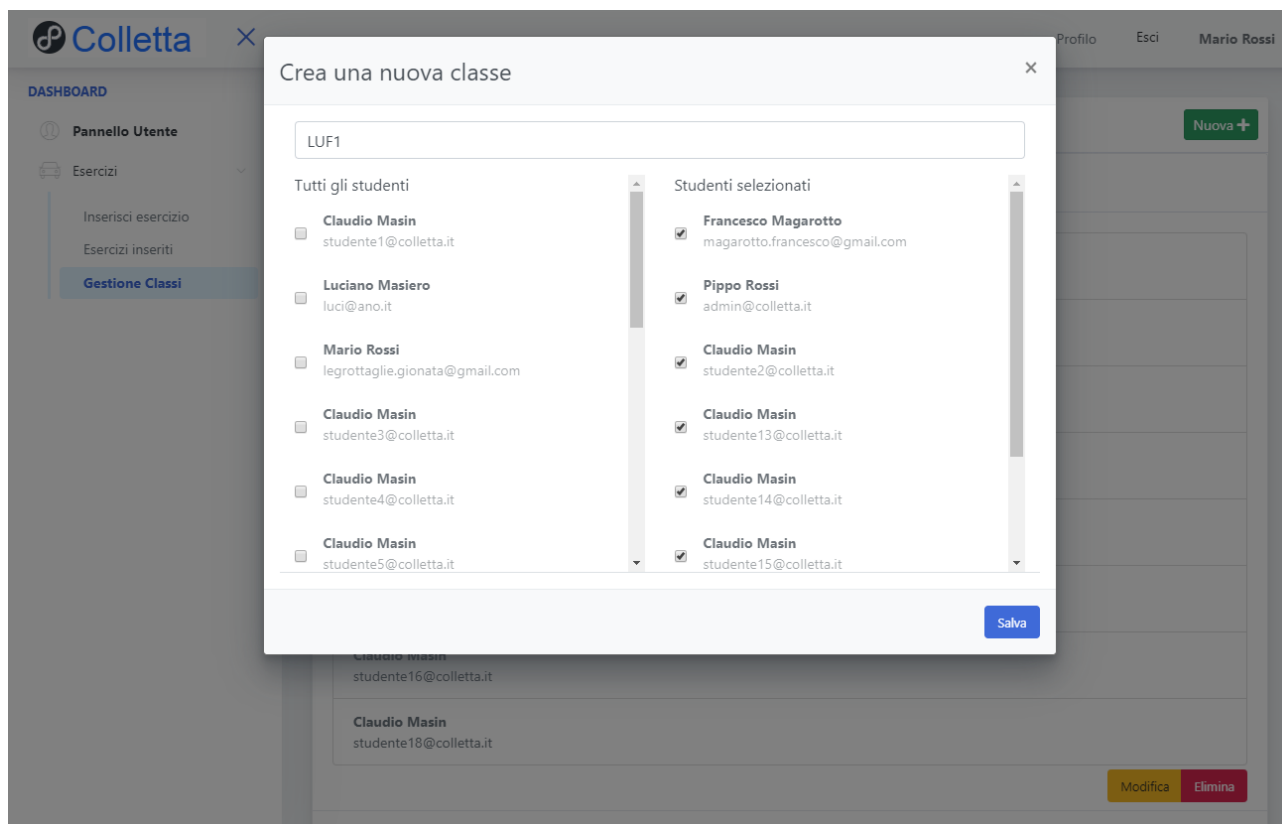 Colletta
Profilo
Esci
Mario Rossi
DASHBOARD
Pannello Utente
Esercizi
Inserisci esercizio
Esercizi inseriti
Gestione Classi
Nuova
Crea una nuova classe
×
LUF1
Tutti gli studenti
Claudio Masin
studente1@colletta.it
Luciano Masiero
luci@ano.it
Mario Rossi
legrottaglie.gionata@gmail.com
Claudio Masin
studente3@colletta.it
Claudio Masin
studente4@colletta.it
Claudio Masin
studente5@colletta.it
Studenti selezionati
Francesco Magarotto
magarotto.francesco@gmail.com
Pippo Rossi
admin@colletta.it
Claudio Masin
studente2@colletta.it
Claudio Masin
studente13@colletta.it
Claudio Masin
studente14@colletta.it
Claudio Masin
studente15@colletta.it
Salva
Claudio Masin
studente16@colletta.it
Claudio Masin
studente18@colletta.it
Modifica
Elimina